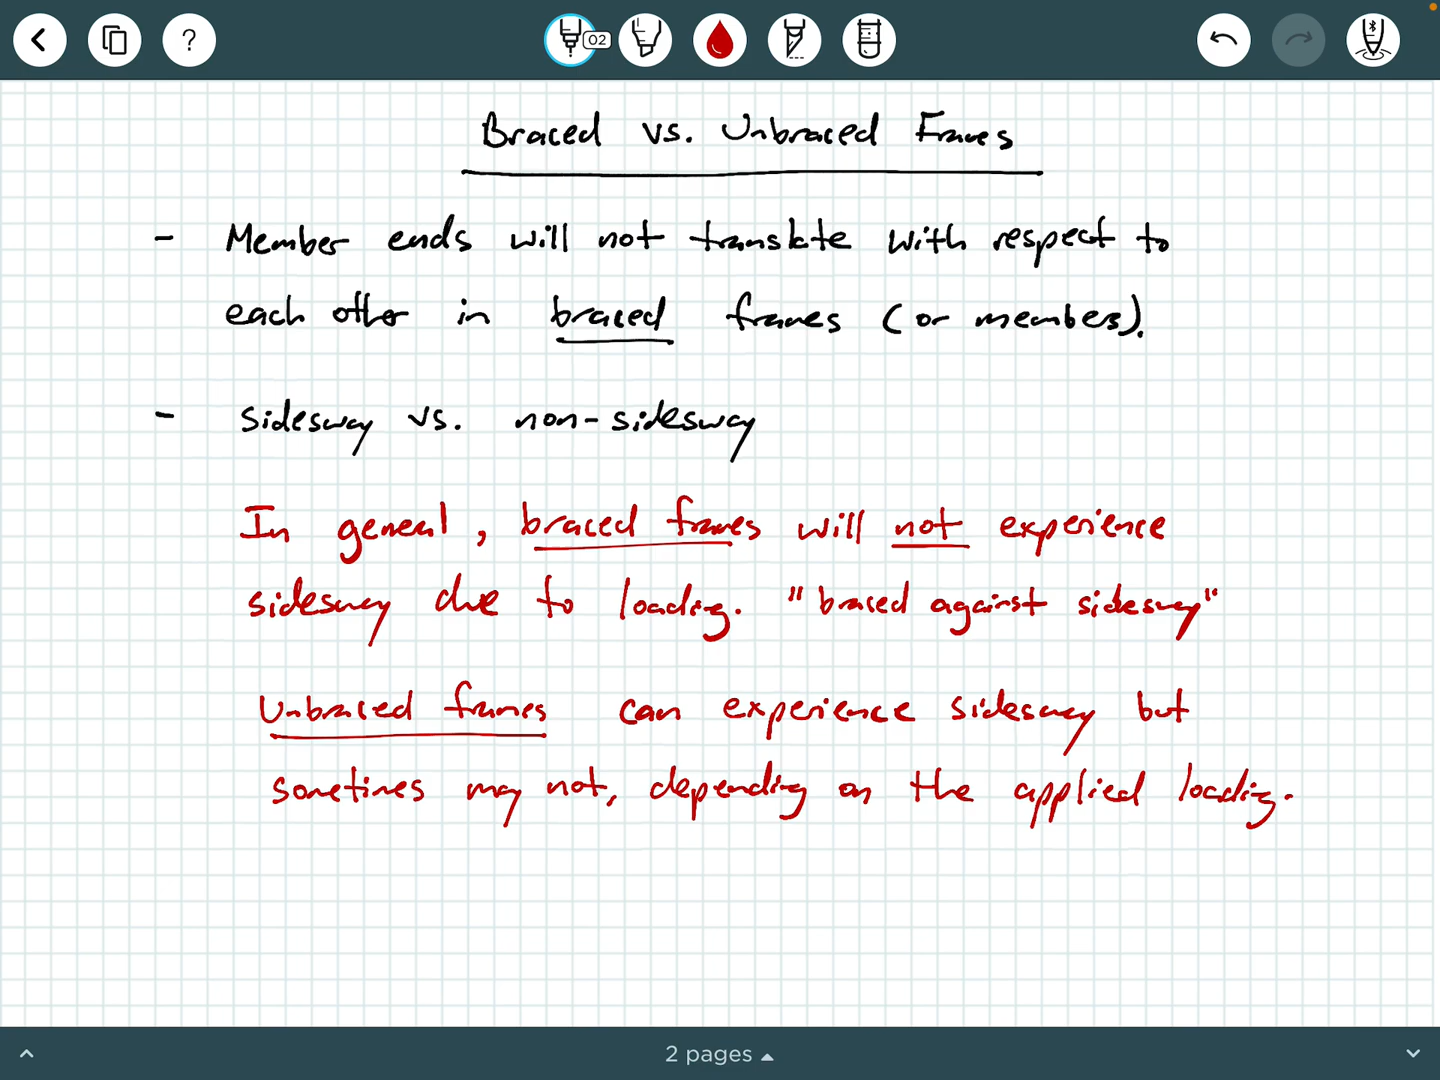 ?
02
Braced vs. Unbraced Frames
- Member ends will not translate with respect to
each other in braced frames (or members).
- Sidesway vs. non-sidesway
In general, braced frames will not experience
sidesway due to loading. "braced against sidesway"
Unbraced frames can experience sidesway but
sometimes may not, depending on the applied loading.
2 pages